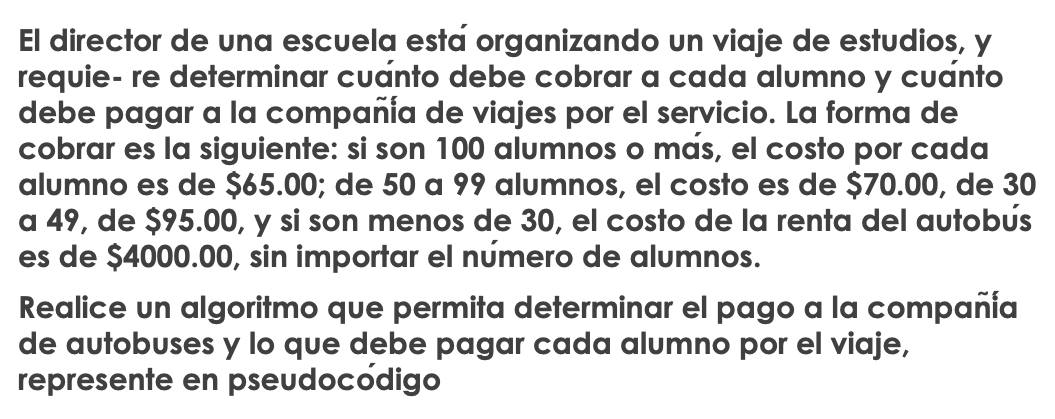 El director de una escuela está organizando un viaje de estudios, y
requie- re determinar cuánto debe cobrar a cada alumno y cuánto
debe pagar a la compañía de viajes por el servicio. La forma de
cobrar es la siguiente: si son 100 alumnos o más, el costo por cada
alumno es de $65.00; de 50 a 99 alumnos, el costo es de $70.00, de 30
a 49, de $95.00, y si son menos de 30, el costo de la renta del autobús
es de $4000.00, sin importar el número de alumnos.
Realice un algoritmo que permita determinar el pago a la compañía
de autobuses y lo que debe pagar cada alumno por el viaje,
represente en pseudocódigo